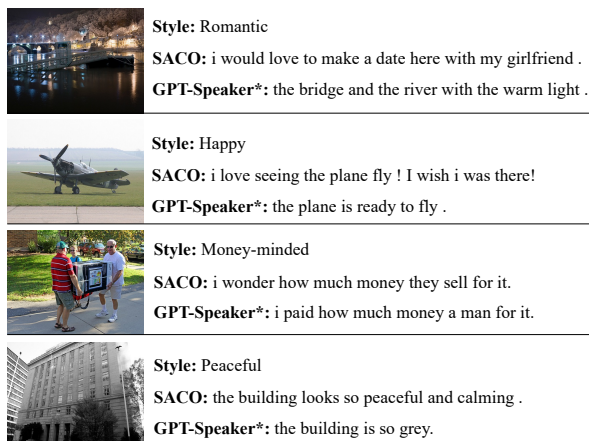 Style: Romantic
SACO: i would love to make a date here with my girlfriend .
GPT-Speaker*: the bridge and the river with the warm light .
Style: Happy
SACO: i love seeing the plane fly ! I wish i was there!
GPT-Speaker*: the plane is ready to fly .
Style: Money-minded
SACO: i wonder how much money they sell for it.
GPT-Speaker*: i paid how much money a man for it.
Style: Peaceful
SACO: the building looks so peaceful and calming .
GPT-Speaker*: the building is so grey.